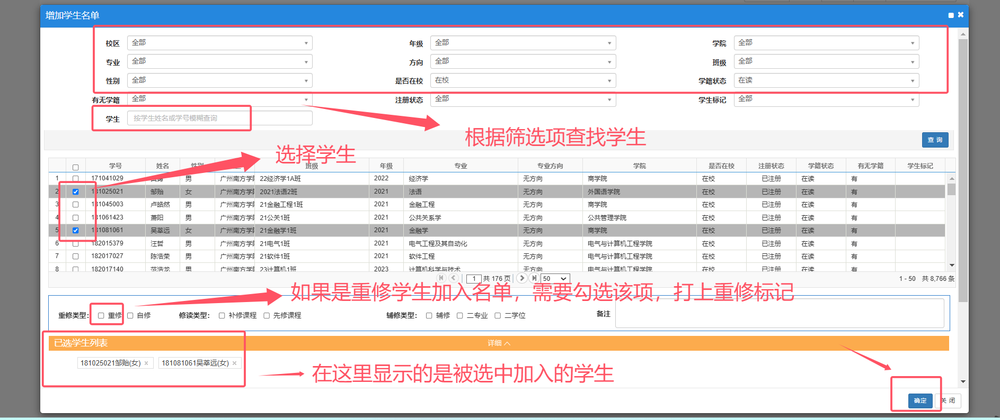 增加学生名单
校区 全部 年级 全部 学院 全部
专业 全部 方向 全部 班级 全部
性别 全部 是否在校 在校 学籍状态 在读
有无学籍 全部 注册状态 全部 学生标记 全部
学生 按学生姓名或学号模糊查询
根据筛选项查找学生
查 询
选择学生
学号 姓名 性别 班级 年级 专业 专业方向 学院 是否在校 注册状态 学籍状态 有无学籍 学生标记
1 171041029 男 广州南方学院 22经济学1A班 2022 经济学 无方向 商学院 在校 已注册 在读 有
2 181025021 邹贻 女 广州南方学院 2021法语2班 2021 法语 无方向 外国语学院 在校 已注册 在读 有
3 181045003 卢皓然 男 广州南方学院 21金融工程1班 2021 金融工程 无方向 商学院 在校 已注册 在读 有
4 181061423 萧阳 男 广州南方学院 21公关1班 2021 公共关系学 无方向 公共管理学院 在校 已注册 在读 有
5 181081061 吴莘远 女 广州南方学院 21金融学1班 2021 金融学 无方向 商学院 在校 已注册 在读 有
6 182015379 汪哲 男 广州南方学院 21电气1班 2021 电气工程及其自动化 无方向 电气与计算机工程学院 在校 已注册 在读 有
7 182017027 陈浩荣 男 广州南方学院 21软件1班 2021 软件工程 无方向 电气与计算机工程学院 在校 已注册 在读 有
8 182017140 范浩龙 男 广州南方学院 23计算机1班 2023 计算机科学与技术 无方向 电气与计算机工程学院 在校 已注册 在读 有
1 共 176 页 50 1 - 50 共 8,766 条
如果是重修学生加入名单，需要勾选该项，打上重修标记
重修类型： 重修 自修 修读类型： 补修课程 先修课程 辅修类型： 辅修 二专业 二学位 备注
已选学生列表 详细
181025021邹贻(女) × 181081061吴莘远(女) ×
在这里显示的是被选中加入的学生
确定 关 闭